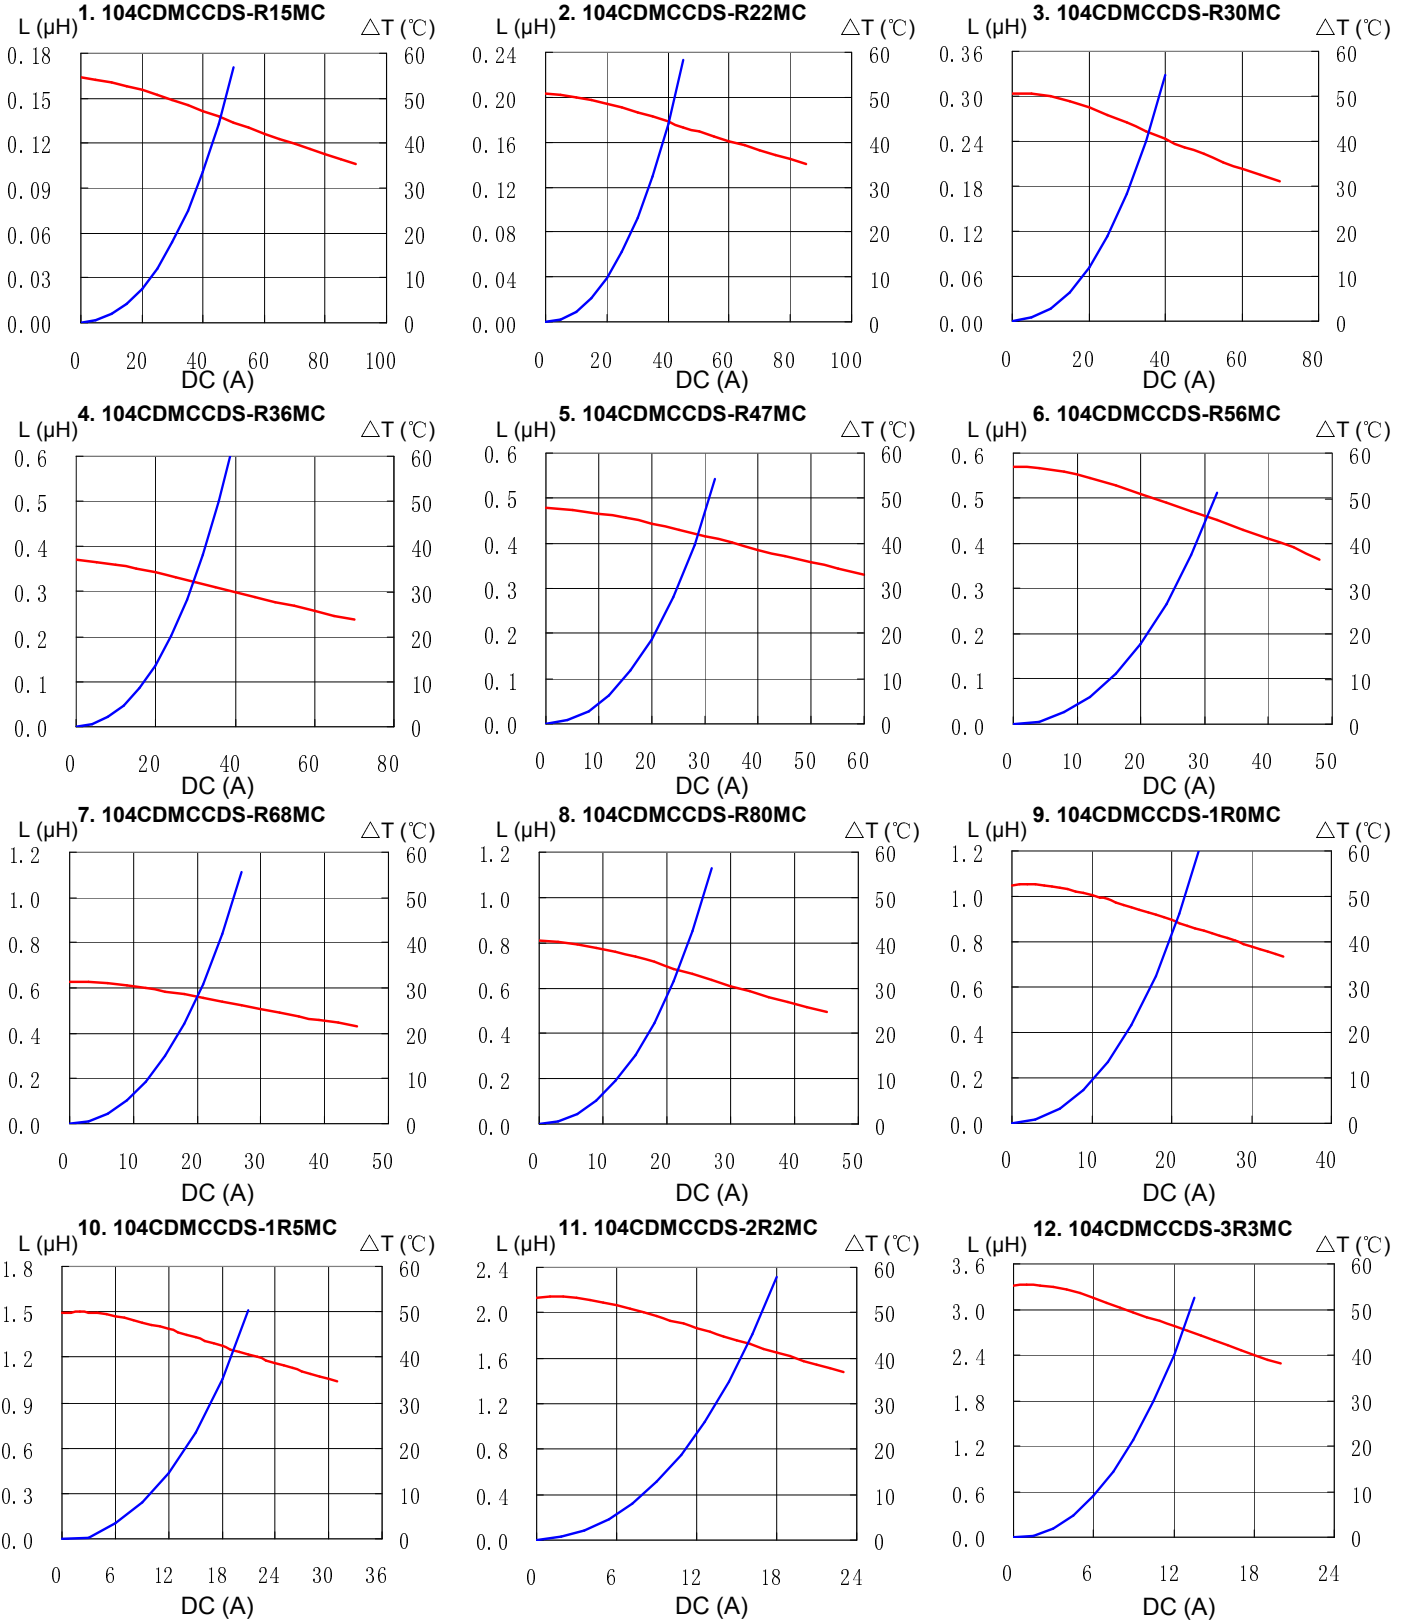 1. 104CDMCCDS-R15MC
L (µH)
△T (℃)
0.18
0.15
0.12
0.09
0.06
0.03
0.00
60
50
40
30
20
10
0
0 20 40 60 80 100
DC (A)
2. 104CDMCCDS-R22MC
L (µH)
△T (℃)
0.24
0.20
0.16
0.12
0.08
0.04
0.00
60
50
40
30
20
10
0
0 20 40 60 80 100
DC (A)
3. 104CDMCCDS-R30MC
L (µH)
△T (℃)
0.36
0.30
0.24
0.18
0.12
0.06
0.00
60
50
40
30
20
10
0
0 20 40 60 80
DC (A)
4. 104CDMCCDS-R36MC
L (µH)
△T (℃)
0.6
0.5
0.4
0.3
0.2
0.1
0.0
60
50
40
30
20
10
0
0 20 40 60 80
DC (A)
5. 104CDMCCDS-R47MC
L (µH)
△T (℃)
0.6
0.5
0.4
0.3
0.2
0.1
0.0
60
50
40
30
20
10
0
0 10 20 30 40 50 60
DC (A)
6. 104CDMCCDS-R56MC
L (µH)
△T (℃)
0.6
0.5
0.4
0.3
0.2
0.1
0.0
60
50
40
30
20
10
0
0 10 20 30 40 50
DC (A)
7. 104CDMCCDS-R68MC
L (µH)
△T (℃)
1.2
1.0
0.8
0.6
0.4
0.2
0.0
60
50
40
30
20
10
0
0 10 20 30 40 50
DC (A)
8. 104CDMCCDS-R80MC
L (µH)
△T (℃)
1.2
1.0
0.8
0.6
0.4
0.2
0.0
60
50
40
30
20
10
0
0 10 20 30 40 50
DC (A)
9. 104CDMCCDS-1R0MC
L (µH)
△T (℃)
1.2
1.0
0.8
0.6
0.4
0.2
0.0
60
50
40
30
20
10
0
0 10 20 30 40
DC (A)
10. 104CDMCCDS-1R5MC
L (µH)
△T (℃)
1.8
1.5
1.2
0.9
0.6
0.3
0.0
60
50
40
30
20
10
0
0 6 12 18 24 30 36
DC (A)
11. 104CDMCCDS-2R2MC
L (µH)
△T (℃)
2.4
2.0
1.6
1.2
0.8
0.4
0.0
60
50
40
30
20
10
0
0 6 12 18 24
DC (A)
12. 104CDMCCDS-3R3MC
L (µH)
△T (℃)
3.6
3.0
2.4
1.8
1.2
0.6
0.0
60
50
40
30
20
10
0
0 6 12 18 24
DC (A)